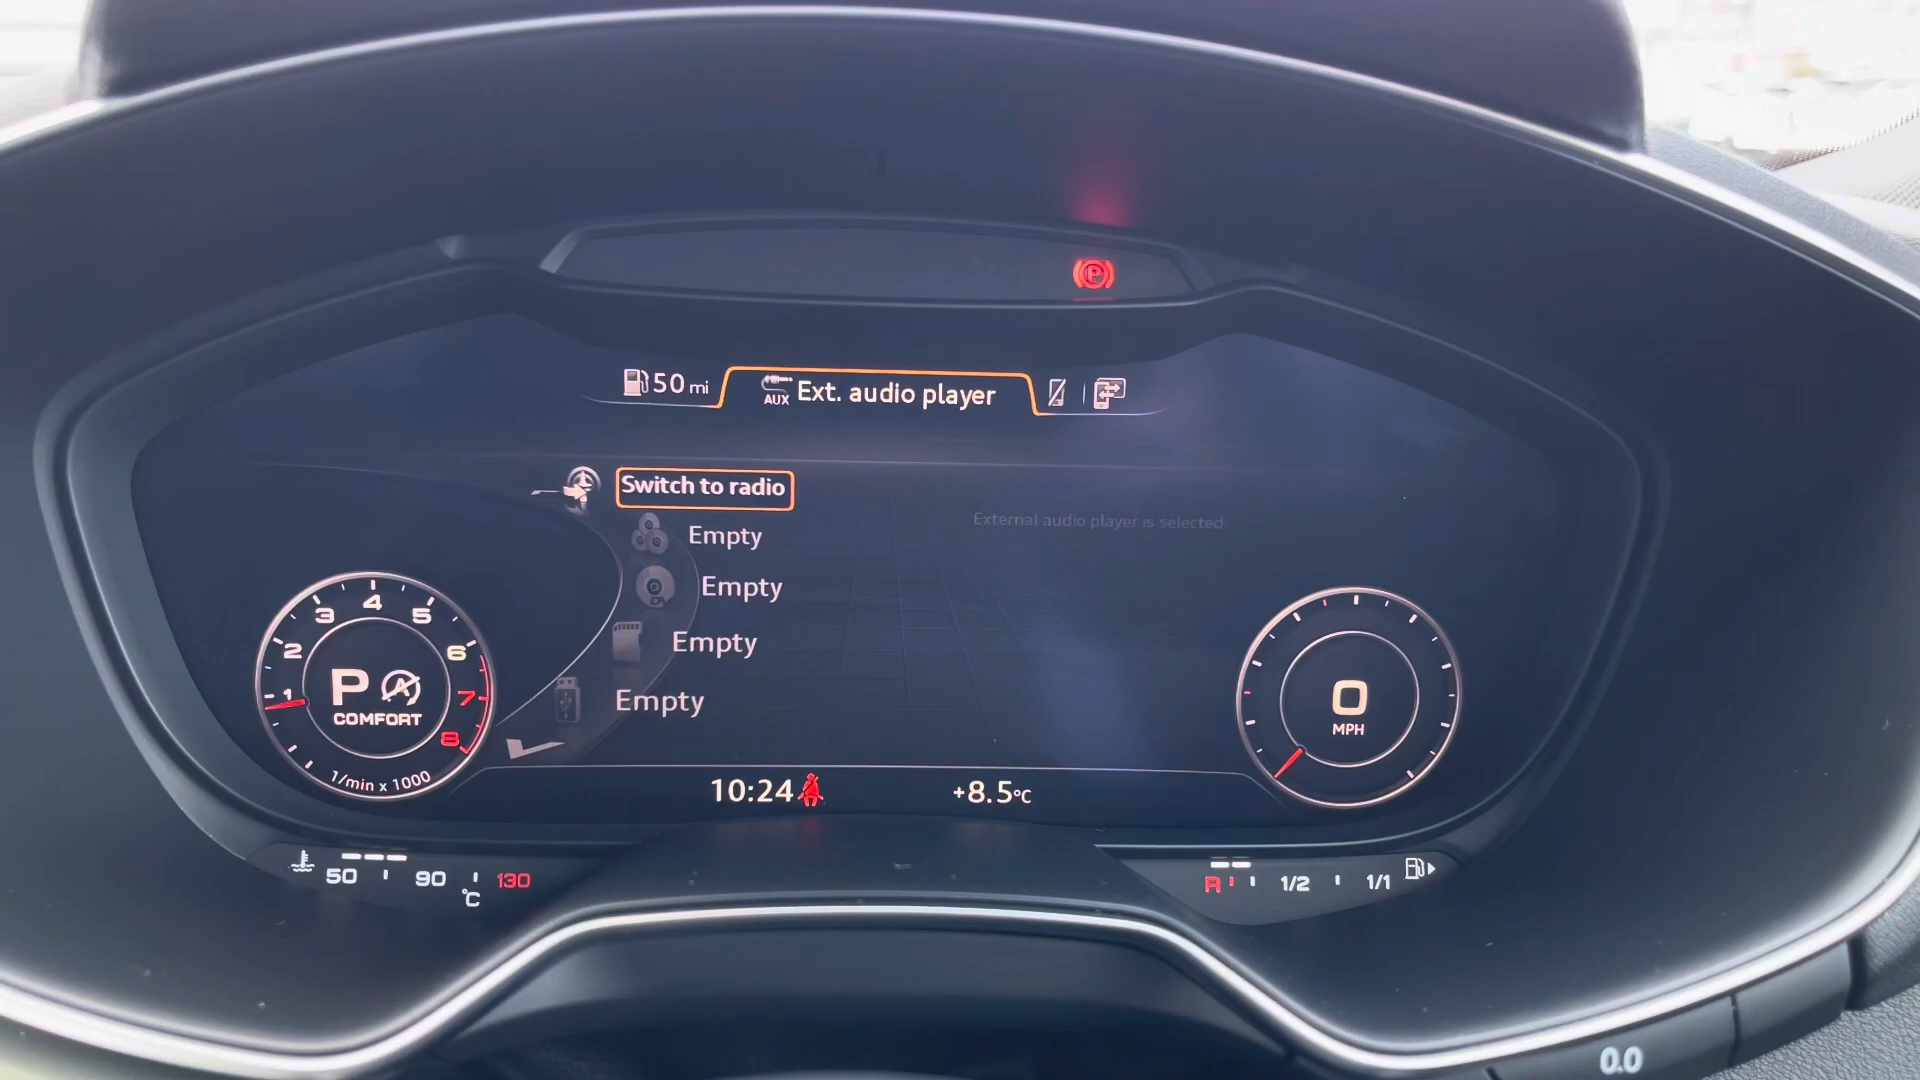 P
50 mi
AUX Ext. audio player
Switch to radio
External audio player is selected.
Empty
Empty
Empty
Empty
1 2 3 4 5 6 7 8
P A
COMFORT
1/min x 1000
0
MPH
10:24
+8.5°C
50 90 130
°C
R 1/2 1/1
0.0